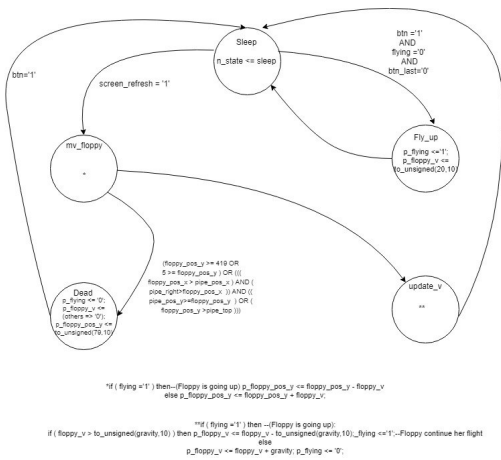 Sleep
n_state <= sleep
btn ='1'
AND
flying ='0'
AND
btn_last='0'
btn='1'
screen_refresh = '1'
mv_floppy
*
Fly_up
p_flying <='1';
p_floppy_v <=
to_unsigned(20,10)
(floppy_pos_y >= 419 OR
5 >= floppy_pos_y ) OR (((
floppy_pos_x > pipe_pos_x ) AND (
pipe_right>floppy_pos_x )) AND ((
pipe_pos_y>=floppy_pos_y ) OR (
floppy_pos_y >pipe_top )))
Dead
p_flying <= '0';
p_floppy_v <=
(others => '0');
p_floppy_pos_y <=
to_unsigned(79,10)
update_v
**
*if ( flying ='1' ) then--(Floppy is going up) p_floppy_pos_y <= floppy_pos_y - floppy_v
else p_floppy_pos_y <= floppy_pos_y + floppy_v;
**if ( flying ='1' ) then --(Floppy is going up):
if ( floppy_v > to_unsigned(gravity,10) ) then p_floppy_v <= floppy_v - to_unsigned(gravity,10);_flying <='1';--Floppy continue her flight
else
p_floppy_v <= floppy_v + gravity; p_flying <= '0';